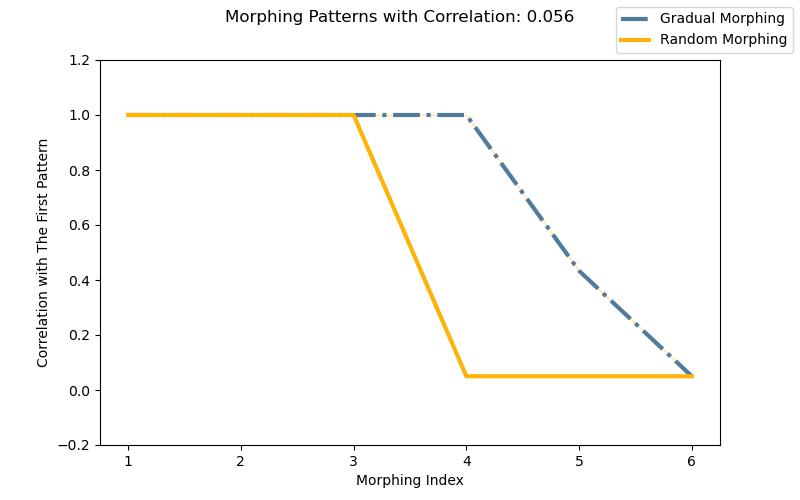 Morphing Patterns with Correlation: 0.056
Gradual Morphing
Random Morphing
1.2
1.0
0.8
0.6
0.4
0.2
0.0
−0.2
Correlation with The First Pattern
1 2 3 4 5 6
Morphing Index